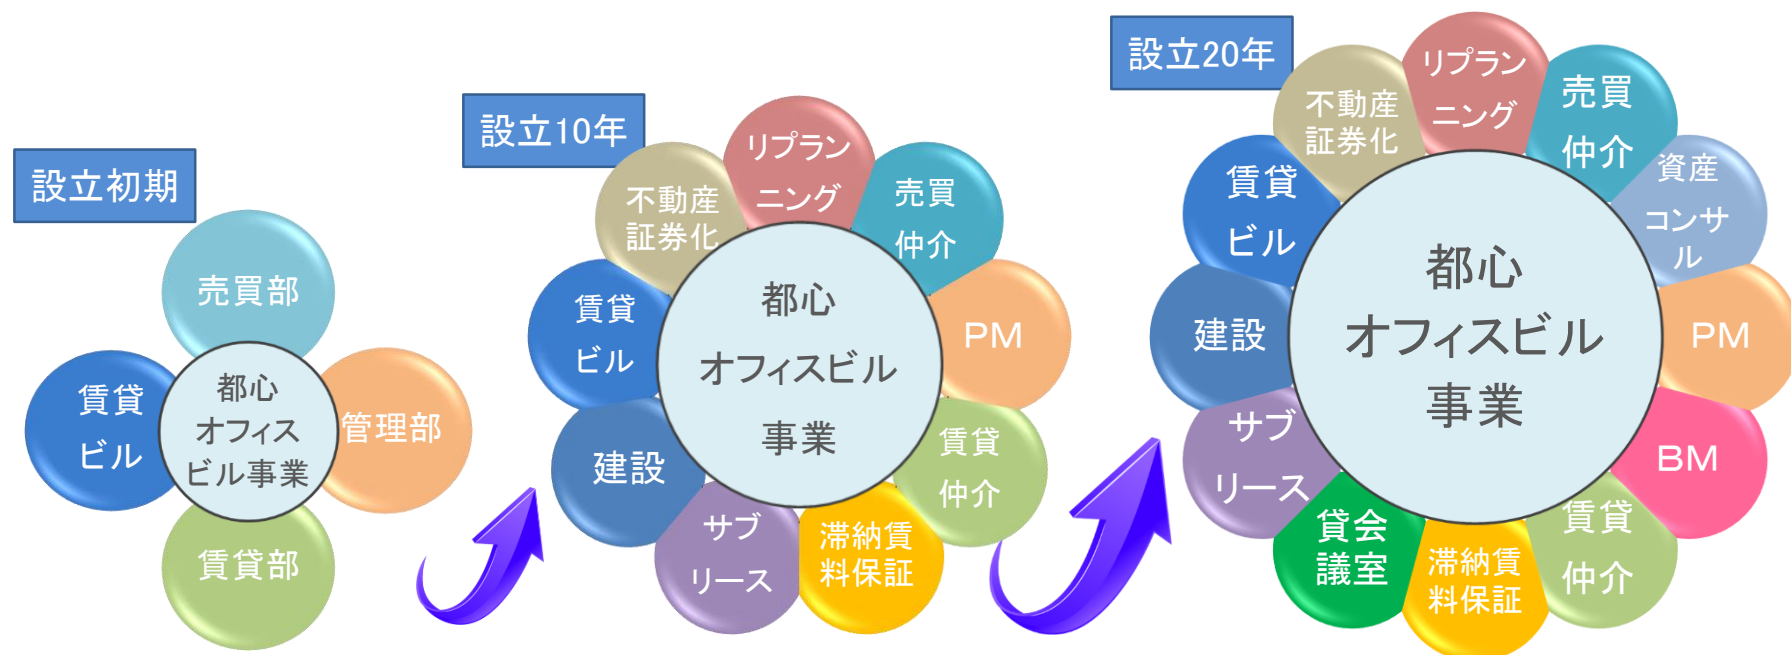 設立初期
売買部
賃貸
ビル
都心
オフィス
ビル事業
管理部
賃貸部
設立10年
リプラン
ニング
不動産
証券化
売買
仲介
賃貸
ビル
都心
オフィスビル
事業
PM
建設
賃貸
仲介
サブ
リース
滞納賃
料保証
設立20年
リプラン
ニング
不動産
証券化
売買
仲介
賃貸
ビル
資産
コンサ
ル
都心
オフィスビル
事業
建設
PM
サブ
リース
BM
貸会
議室
滞納賃
料保証
賃貸
仲介